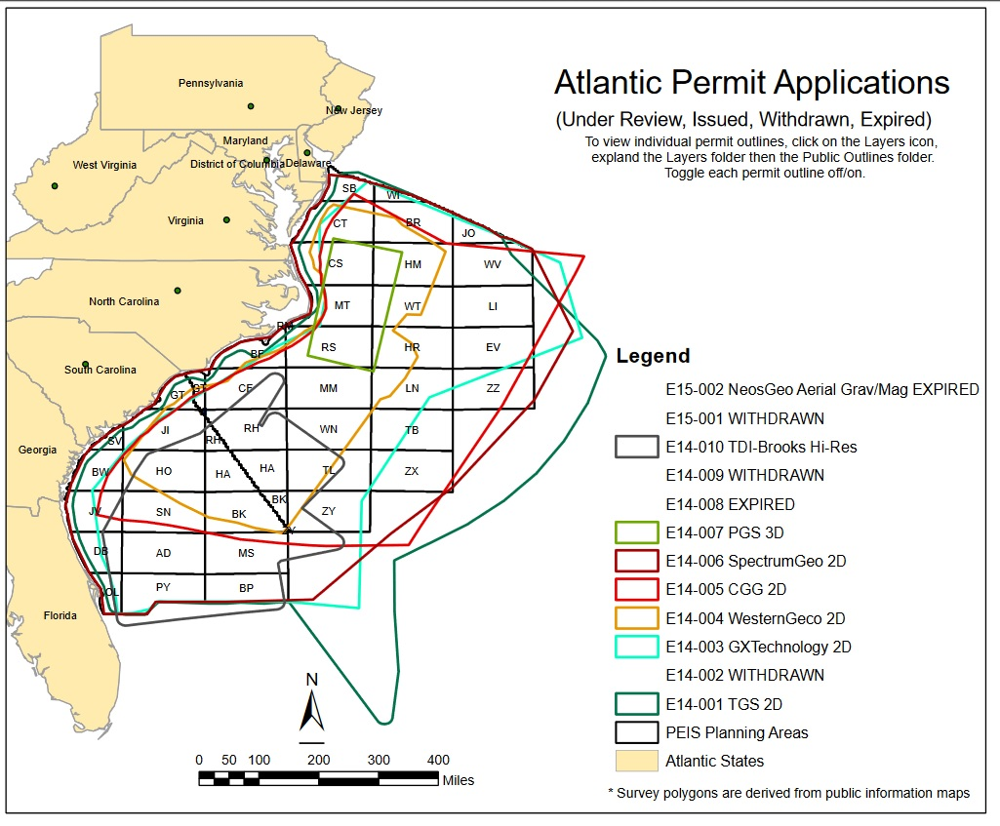 Atlantic Permit Applications
(Under Review, Issued, Withdrawn, Expired)
To view individual permit outlines, click on the Layers icon,
expland the Layers folder then the Public Outlines folder.
Toggle each permit outline off/on.
Pennsylvania
New Jersey
Maryland
West Virginia
District of Columbia
Delaware
Virginia
North Carolina
South Carolina
Georgia
Florida
SB
WI
CT
BR
JO
CS
HM
WV
MT
WT
LI
RM
BF
RS
HR
EV
GT
CF
MM
LN
ZZ
JI
RH
RH
WN
TB
SV
BW
HO
HA
HA
TL
ZX
JV
SN
BK
BK
ZY
ZY
DB
AD
MS
OL
PY
BP
Legend
E15-002 NeosGeo Aerial Grav/Mag EXPIRED
E15-001 WITHDRAWN
E14-010 TDI-Brooks Hi-Res
E14-009 WITHDRAWN
E14-008 EXPIRED
E14-007 PGS 3D
E14-006 SpectrumGeo 2D
E14-005 CGG 2D
E14-004 WesternGeco 2D
E14-003 GXTechnology 2D
E14-002 WITHDRAWN
E14-001 TGS 2D
PEIS Planning Areas
Atlantic States
N
0 50 100 200 300 400
Miles
* Survey polygons are derived from public information maps